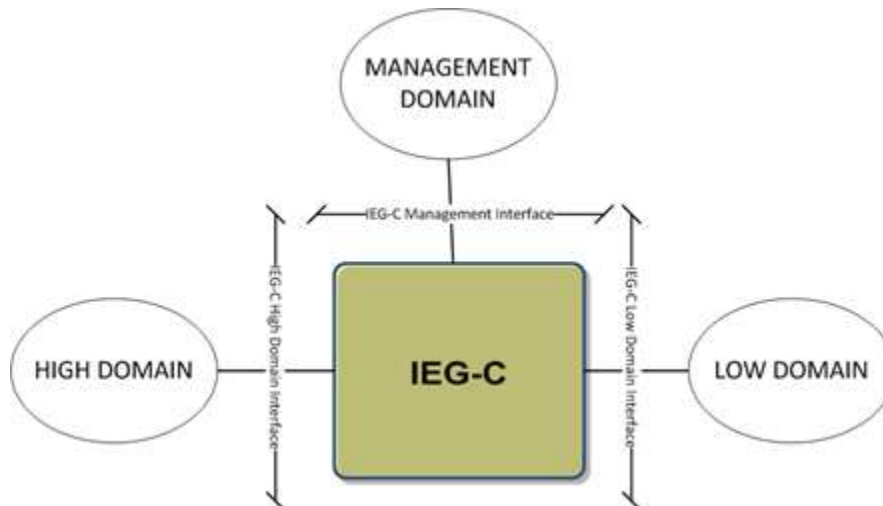 MANAGEMENT
DOMAIN
IEG-C Management Interface
IEG-C High Domain Interface
IEG-C Low Domain Interface
HIGH DOMAIN
IEG-C
LOW DOMAIN